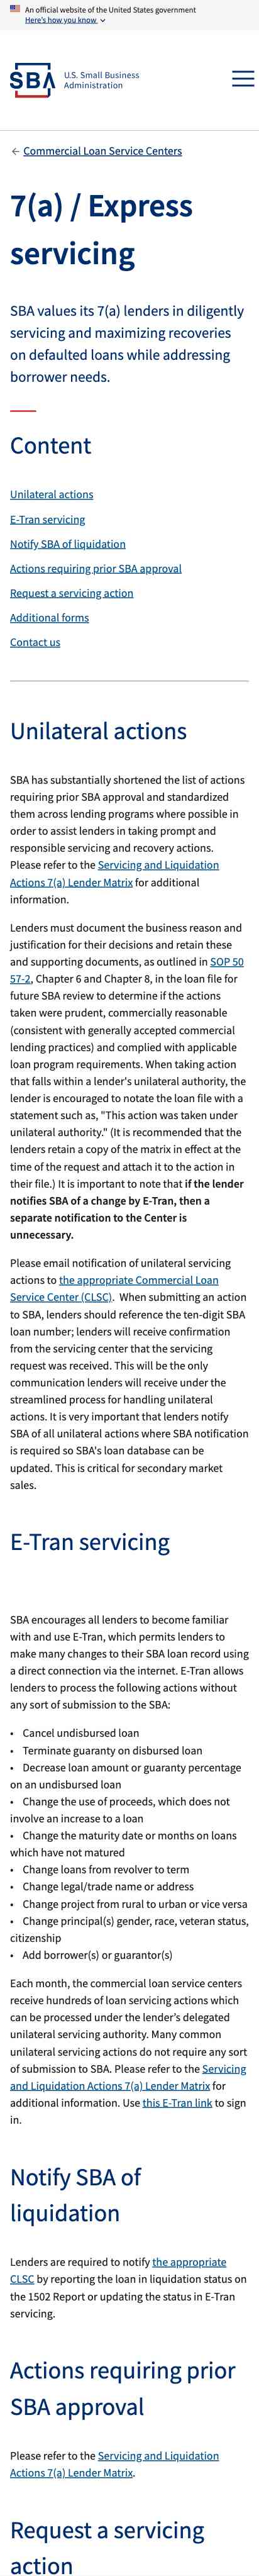 An official website of the United States government
Here's how you know
SBA
U.S. Small Business
Administration
Commercial Loan Service Centers
7(a) / Express
servicing
SBA values its 7(a) lenders in diligently
servicing and maximizing recoveries
on defaulted loans while addressing
borrower needs.
Content
Unilateral actions
E-Tran servicing
Notify SBA of liquidation
Actions requiring prior SBA approval
Request a servicing action
Additional forms
Contact us
Unilateral actions
SBA has substantially shortened the list of actions
requiring prior SBA approval and standardized
them across lending programs where possible in
order to assist lenders in taking prompt and
responsible servicing and recovery actions.
Please refer to the Servicing and Liquidation
Actions 7(a) Lender Matrix for additional
information.
Lenders must document the business reason and
justification for their decisions and retain these
and supporting documents, as outlined in SOP 50
57-2, Chapter 6 and Chapter 8, in the loan file for
future SBA review to determine if the actions
taken were prudent, commercially reasonable
(consistent with generally accepted commercial
lending practices) and complied with applicable
loan program requirements. When taking action
that falls within a lender's unilateral authority, the
lender is encouraged to notate the loan file with a
statement such as, "This action was taken under
unilateral authority." (It is recommended that the
lenders retain a copy of the matrix in effect at the
time of the request and attach it to the action in
their file.) It is important to note that if the lender
notifies SBA of a change by E-Tran, then a
separate notification to the Center is
unnecessary.
Please email notification of unilateral servicing
actions to the appropriate Commercial Loan
Service Center (CLSC). When submitting an action
to SBA, lenders should reference the ten-digit SBA
loan number; lenders will receive confirmation
from the servicing center that the servicing
request was received. This will be the only
communication lenders will receive under the
streamlined process for handling unilateral
actions. It is very important that lenders notify
SBA of all unilateral actions where SBA notification
is required so SBA's loan database can be
updated. This is critical for secondary market
sales.
E-Tran servicing
SBA encourages all lenders to become familiar
with and use E-Tran, which permits lenders to
make many changes to their SBA loan record using
a direct connection via the internet. E-Tran allows
lenders to process the following actions without
any sort of submission to the SBA:
• Cancel undisbursed loan
• Terminate guaranty on disbursed loan
• Decrease loan amount or guaranty percentage
on an undisbursed loan
• Change the use of proceeds, which does not
involve an increase to a loan
• Change the maturity date or months on loans
which have not matured
• Change loans from revolver to term
• Change legal/trade name or address
• Change project from rural to urban or vice versa
• Change principal(s) gender, race, veteran status,
citizenship
• Add borrower(s) or guarantor(s)
Each month, the commercial loan service centers
receive hundreds of loan servicing actions which
can be processed under the lender's delegated
unilateral servicing authority. Many common
unilateral servicing actions do not require any sort
of submission to SBA. Please refer to the Servicing
and Liquidation Actions 7(a) Lender Matrix for
additional information. Use this E-Tran link to sign
in.
Notify SBA of
liquidation
Lenders are required to notify the appropriate
CLSC by reporting the loan in liquidation status on
the 1502 Report or updating the status in E-Tran
servicing.
Actions requiring prior
SBA approval
Please refer to the Servicing and Liquidation
Actions 7(a) Lender Matrix.
Request a servicing
action